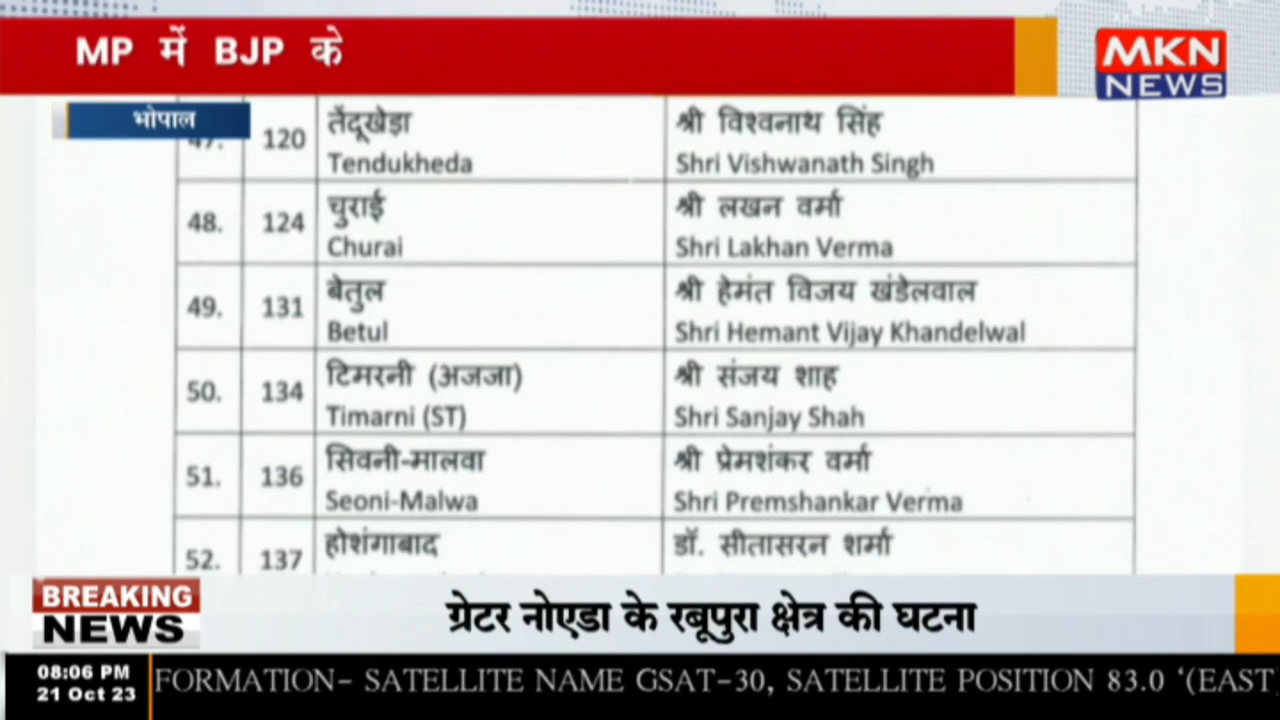 MP में BJP के
MKN
NEWS
भोपाल
47. 120 तेंदूखेड़ा श्री विश्वनाथ सिंह
Tendukheda Shri Vishwanath Singh
48. 124 चुराई श्री लखन वर्मा
Churai Shri Lakhan Verma
49. 131 बेतुल श्री हेमंत विजय खंडेलवाल
Betul Shri Hemant Vijay Khandelwal
50. 134 टिमरनी (अजजा) श्री संजय शाह
Timarni (ST) Shri Sanjay Shah
51. 136 सिवनी-मालवा श्री प्रेमशंकर वर्मा
Seoni-Malwa Shri Premshankar Verma
52. 137 होशंगाबाद डॉ. सीतासरन शर्मा
BREAKING
NEWS
ग्रेटर नोएडा के रबूपुरा क्षेत्र की घटना
08:06 PM
21 Oct 23
FORMATION- SATELLITE NAME GSAT-30, SATELLITE POSITION 83.0 ‘(EAST)